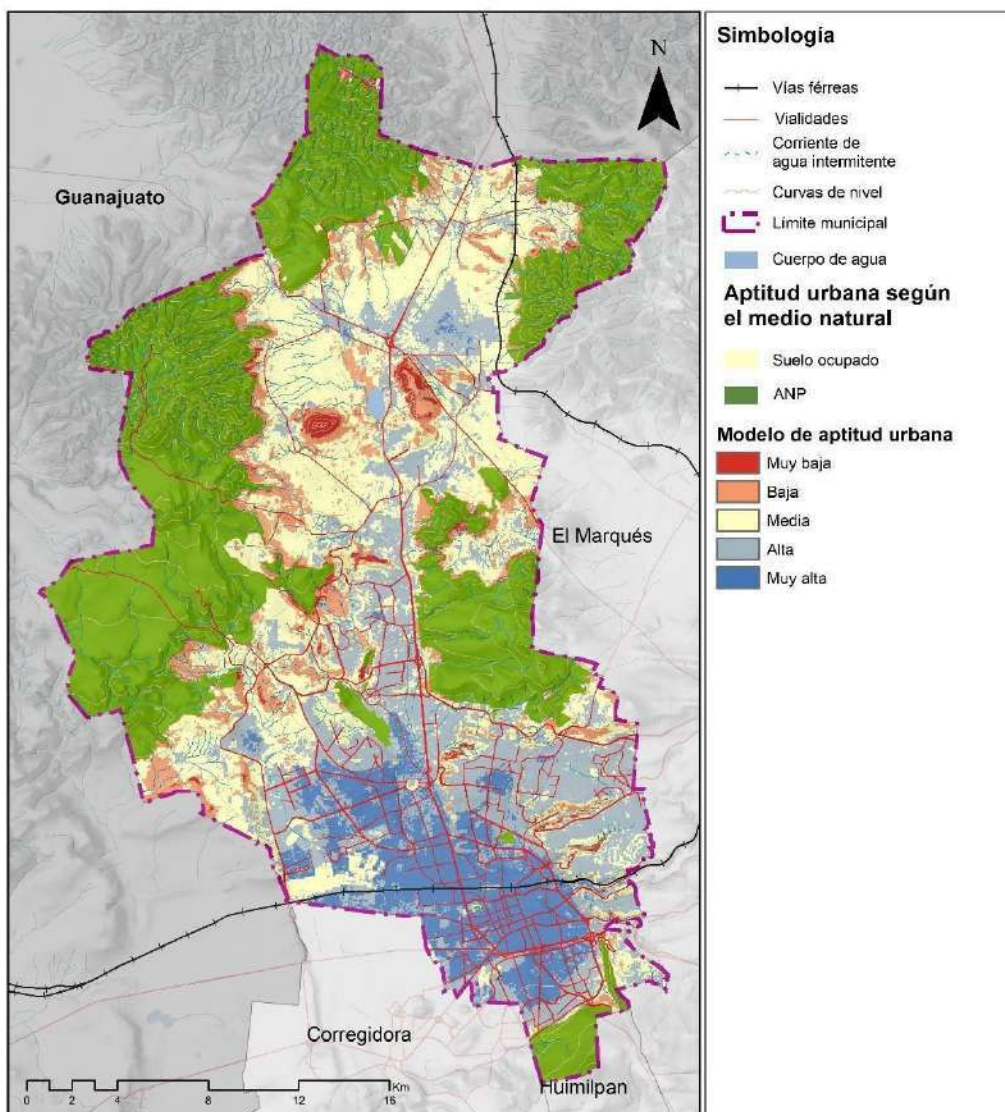 N
Guanajuato
El Marqués
Corregidora
Huimilpan
0 2 4 8 12 16 Km
Simbología
Vías férreas
Vialidades
Corriente de
agua intermitente
Curvas de nivel
Límite municipal
Cuerpo de agua
Aptitud urbana según
el medio natural
Suelo ocupado
ANP
Modelo de aptitud urbana
Muy baja
Baja
Media
Alta
Muy alta